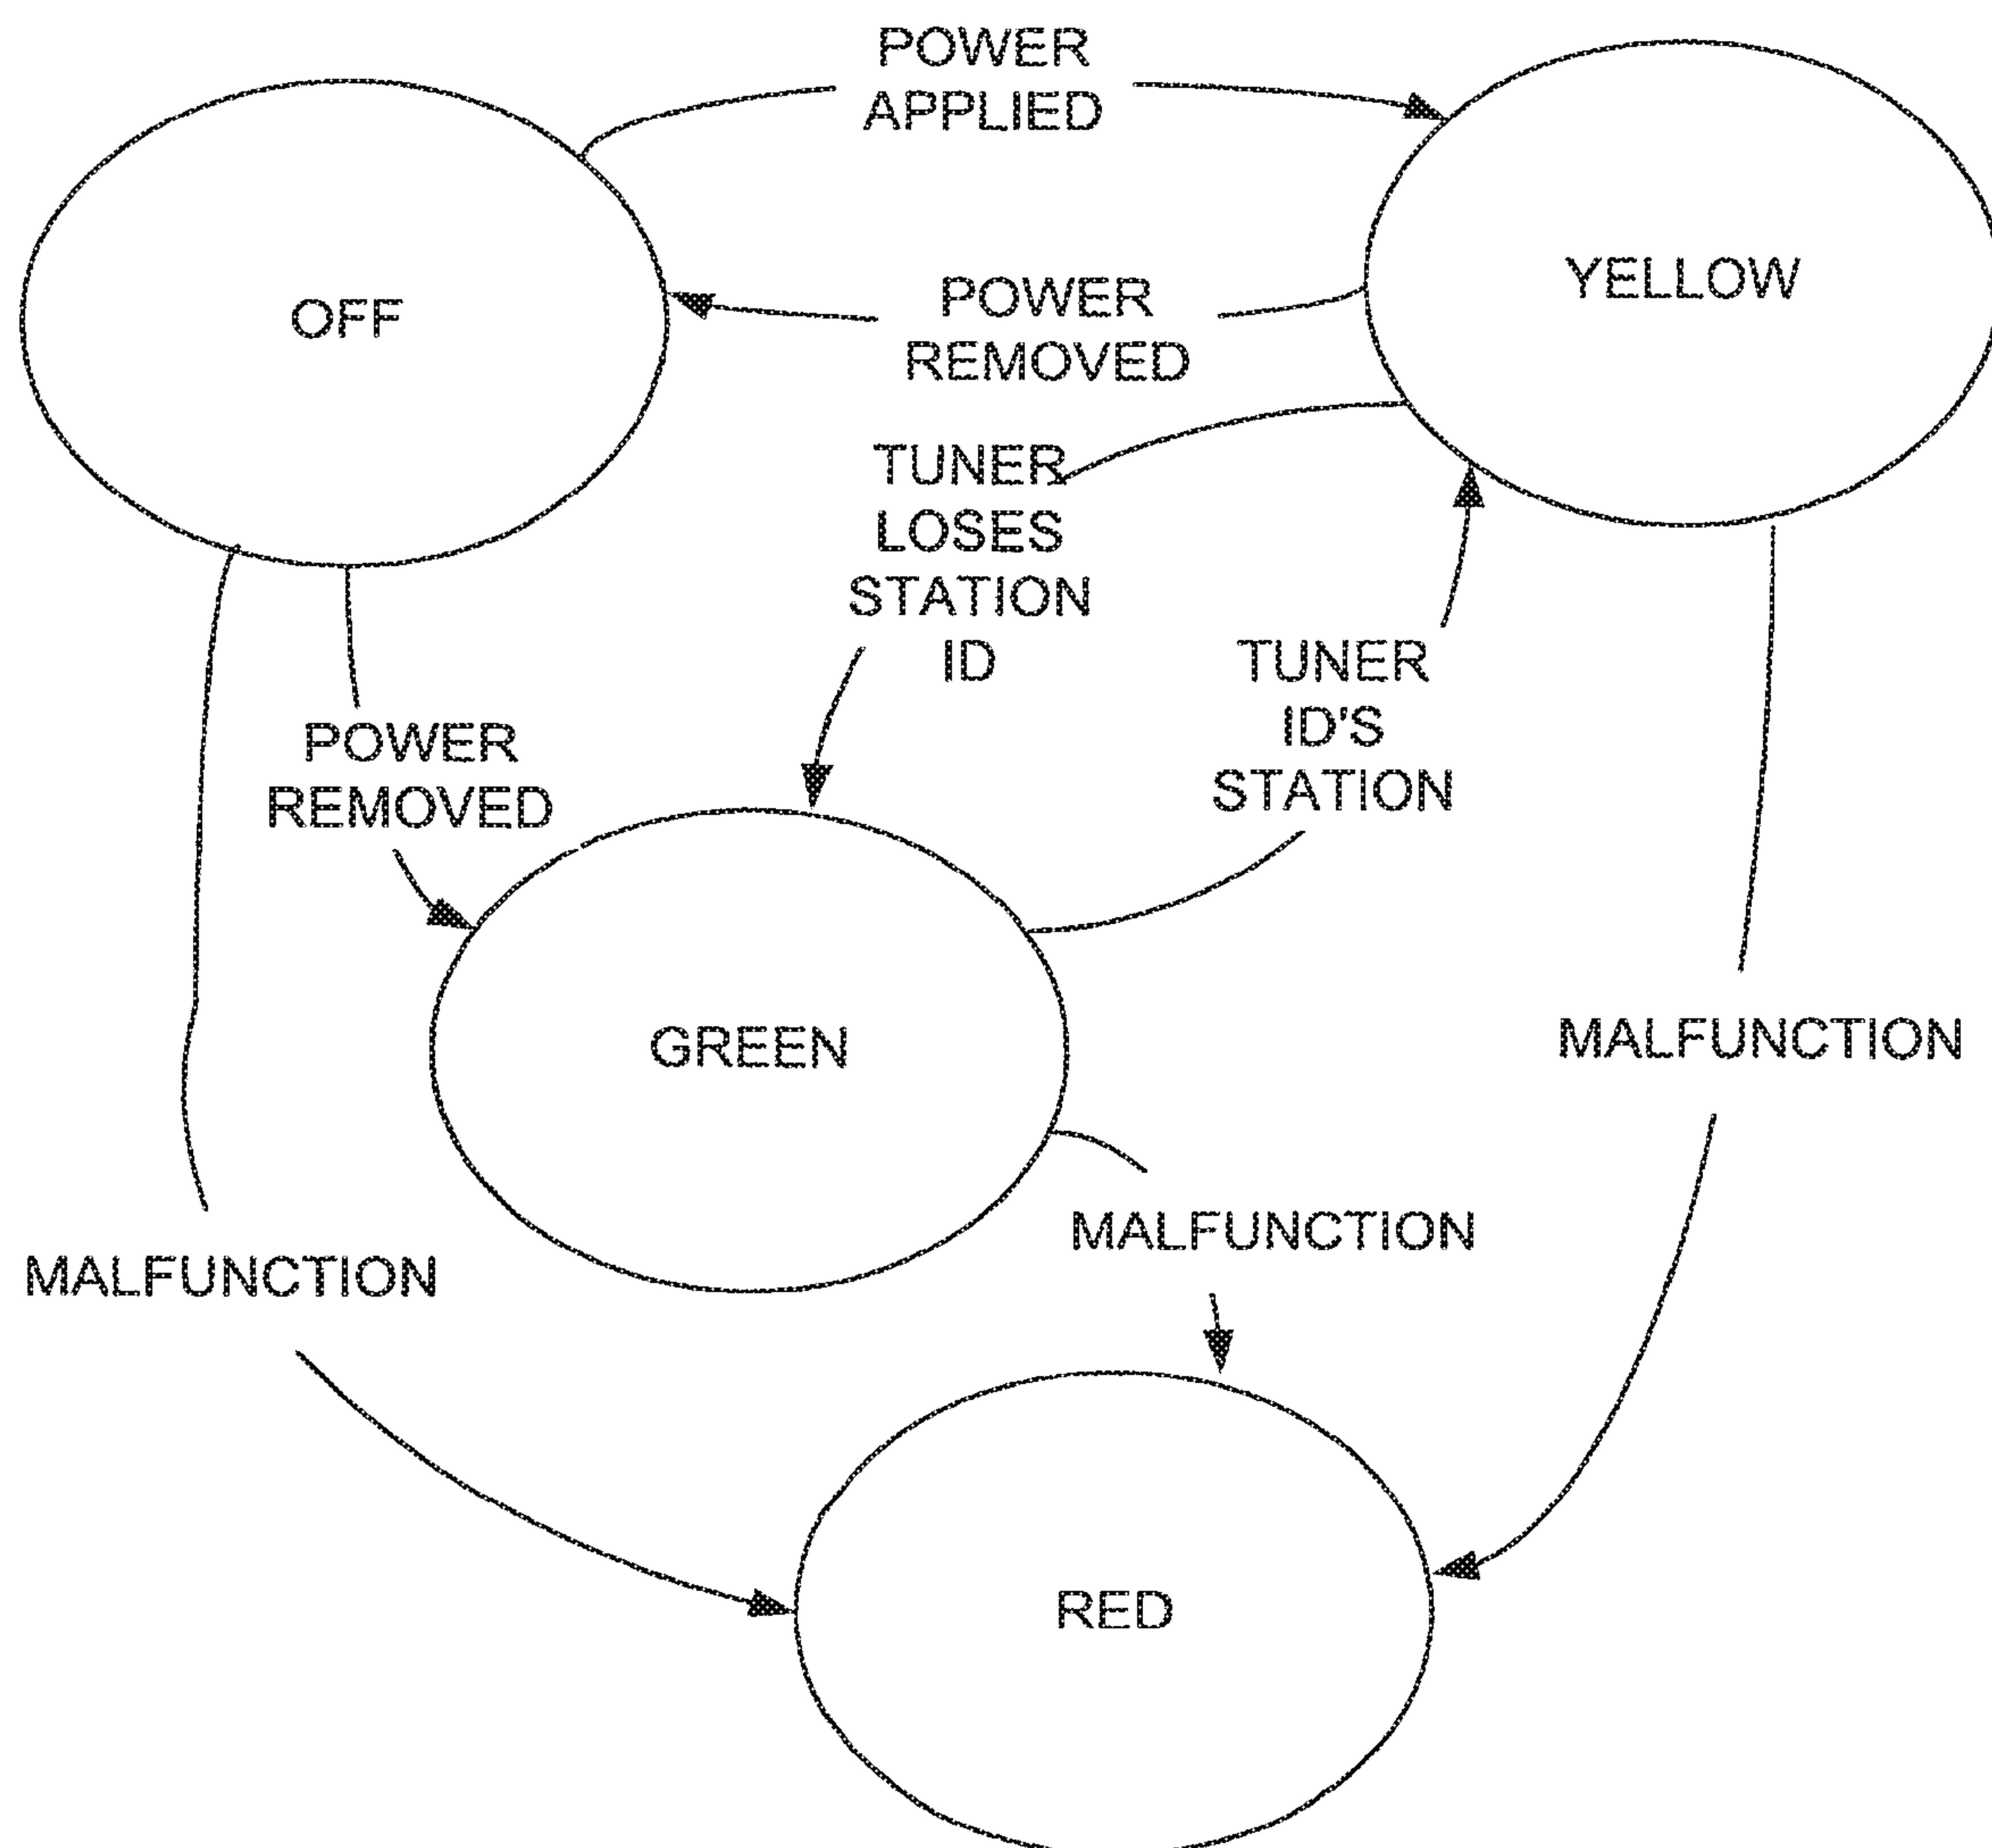 POWER
APPLIED
OFF
YELLOW
POWER
REMOVED
TUNER
LOSES
STATION
ID
TUNER
ID'S
STATION
POWER
REMOVED
GREEN
MALFUNCTION
MALFUNCTION
MALFUNCTION
RED